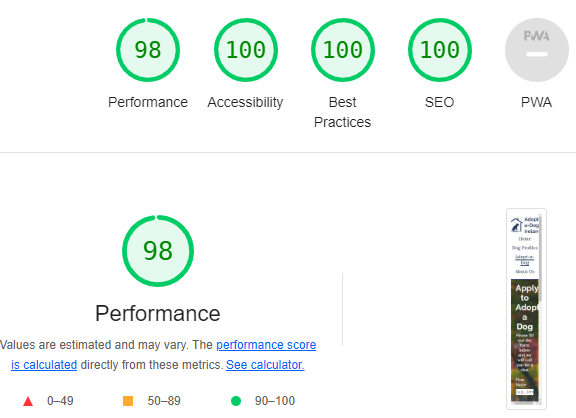 98
100
100
100
PWA
Performance
Accessibility
Best
Practices
SEO
PWA
98
Performance
Values are estimated and may vary. The performance score
is calculated directly from these metrics. See calculator.
0–49
50–89
90–100
Adopt
a-Dog
Irelan
Home
Dog Profiles
Adopt-a-
Dog
About Us
Apply
to
Adopt
a
Dog